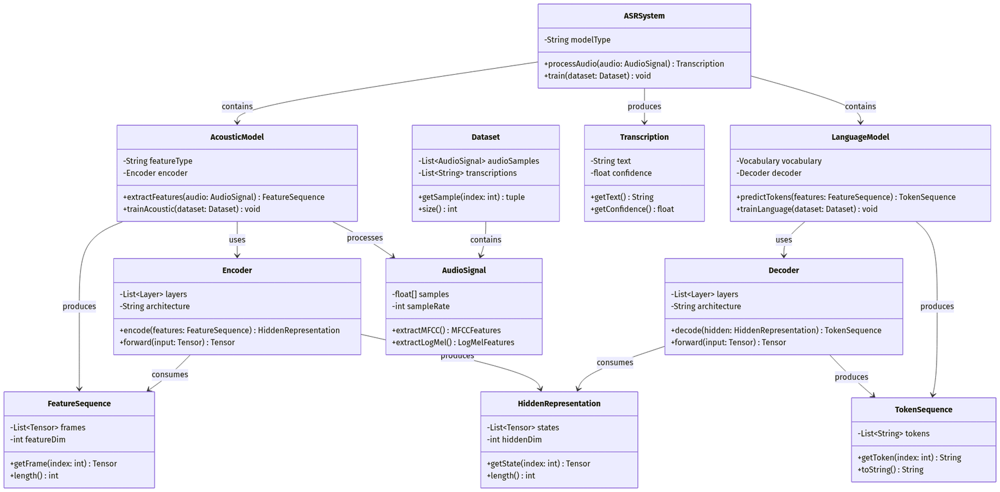 ASRSystem
-String modelType
+processAudio(audio: AudioSignal) : Transcription
+train(dataset: Dataset) : void
contains
produces
contains
AcousticModel
-String featureType
-Encoder encoder
+extractFeatures(audio: AudioSignal) : FeatureSequence
+trainAcoustic(dataset: Dataset) : void
Dataset
-List<AudioSignal> audioSamples
-List<String> transcriptions
+getSample(index: int) : tuple
+size() : int
Transcription
-String text
-float confidence
+getText() : String
+getConfidence() : float
LanguageModel
-Vocabulary vocabulary
-Decoder decoder
+predictTokens(features: FeatureSequence) : TokenSequence
+trainLanguage(dataset: Dataset) : void
uses
processes
contains
uses
Encoder
-List<Layer> layers
-String architecture
+encode(features: FeatureSequence) : HiddenRepresentation
+forward(input: Tensor) : Tensor
AudioSignal
-float[] samples
-int sampleRate
+extractMFCC() : MFCCFeatures
+extractLogMel() : LogMelFeatures
Decoder
-List<Layer> layers
-String architecture
+decode(hidden: HiddenRepresentation) : TokenSequence
+forward(input: Tensor) : Tensor
produces
produces
consumes
produces
consumes
produces
FeatureSequence
-List<Tensor> frames
-int featureDim
+getFrame(index: int) : Tensor
+length() : int
HiddenRepresentation
-List<Tensor> states
-int hiddenDim
+getState(index: int) : Tensor
+length() : int
TokenSequence
-List<String> tokens
+getToken(index: int) : String
+toString() : String